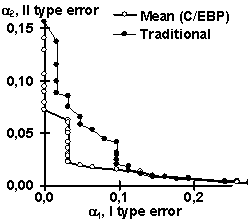 α₂, II type error
Mean (C/EBP)
Traditional
0,15
0,10
0,05
0,00
0,0 0,1 0,2
α₁, I type error